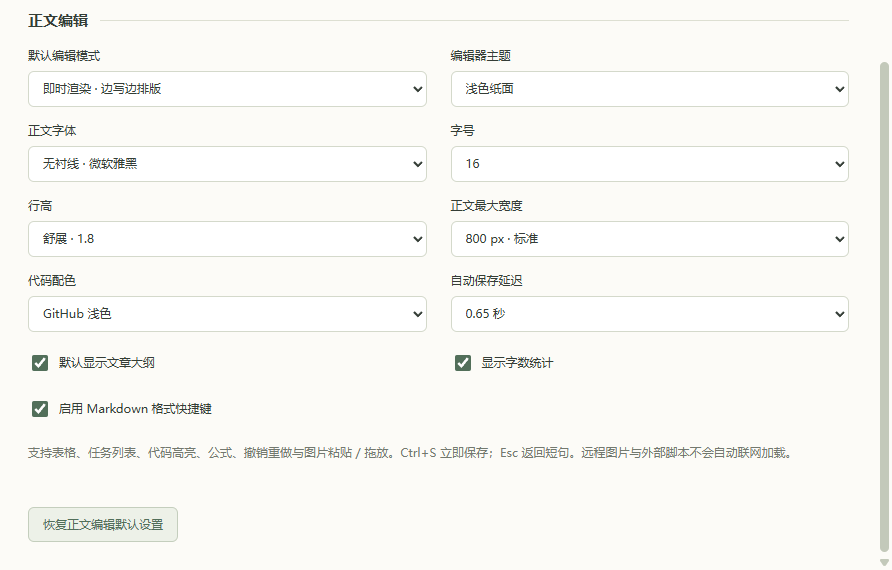 正文编辑
默认编辑模式
编辑器主题
即时渲染 · 边写边排版
浅色纸面
正文字体
字号
无衬线 · 微软雅黑
16
行高
正文最大宽度
舒展 · 1.8
800 px · 标准
代码配色
自动保存延迟
GitHub 浅色
0.65 秒
默认显示文章大纲
显示字数统计
启用 Markdown 格式快捷键
支持表格、任务列表、代码高亮、公式、撤销重做与图片粘贴 / 拖放。Ctrl+S 立即保存；Esc 返回短句。远程图片与外部脚本不会自动联网加载。
恢复正文编辑默认设置